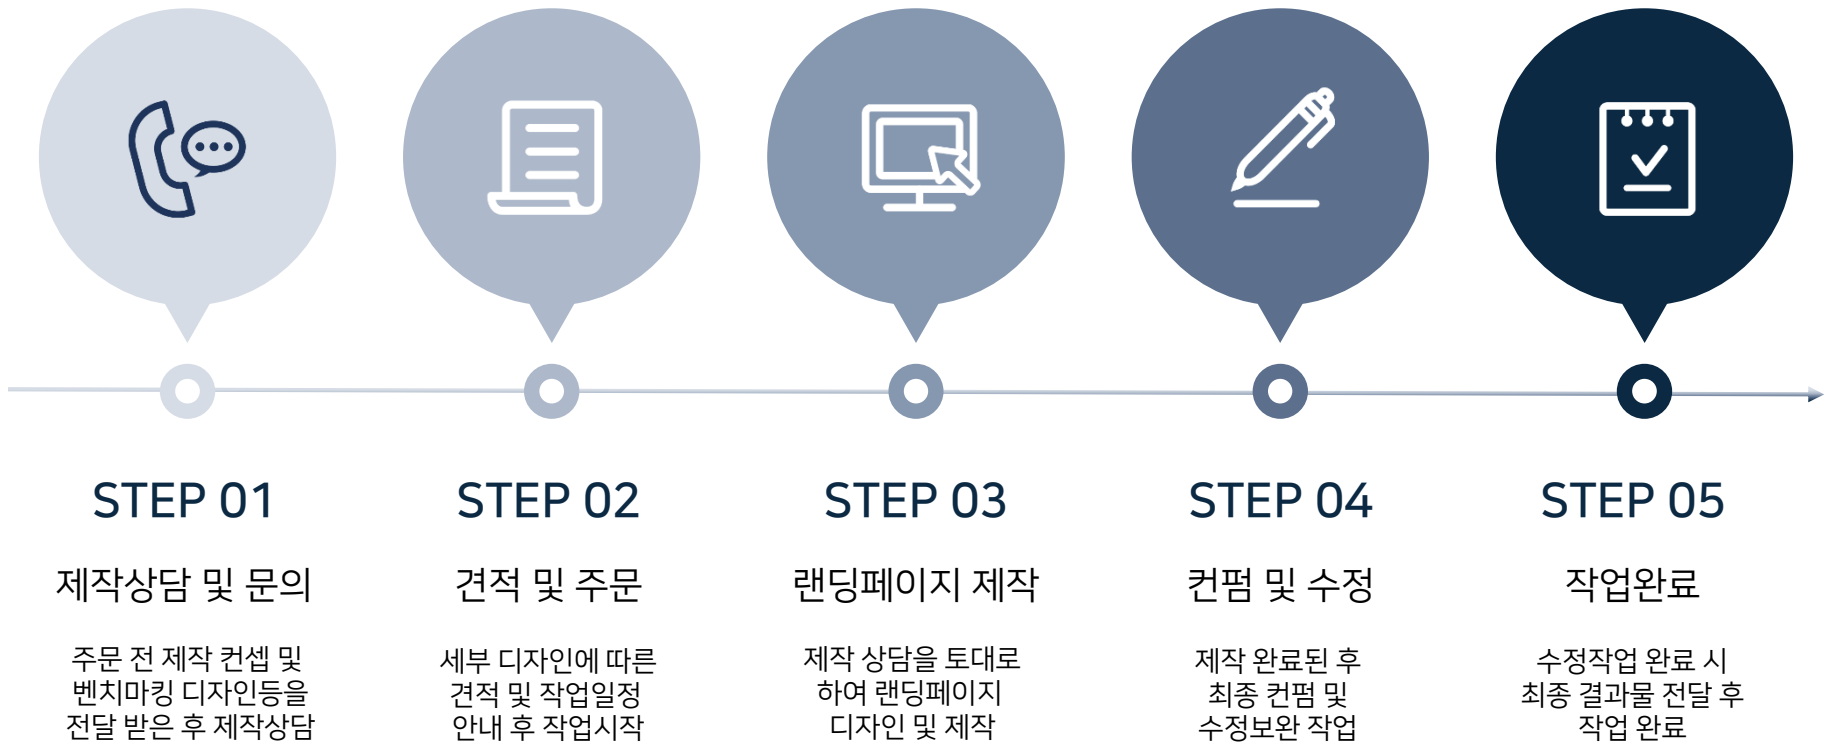 STEP 01
제작상담 및 문의
주문 전 제작 컨셉 및
벤치마킹 디자인등을
전달 받은 후 제작상담
STEP 02
견적 및 주문
세부 디자인에 따른
견적 및 작업일정
안내 후 작업시작
STEP 03
랜딩페이지 제작
제작 상담을 토대로
하여 랜딩페이지
디자인 및 제작
STEP 04
컨펌 및 수정
제작 완료된 후
최종 컨펌 및
수정보완 작업
STEP 05
작업완료
수정작업 완료 시
최종 결과물 전달 후
작업 완료